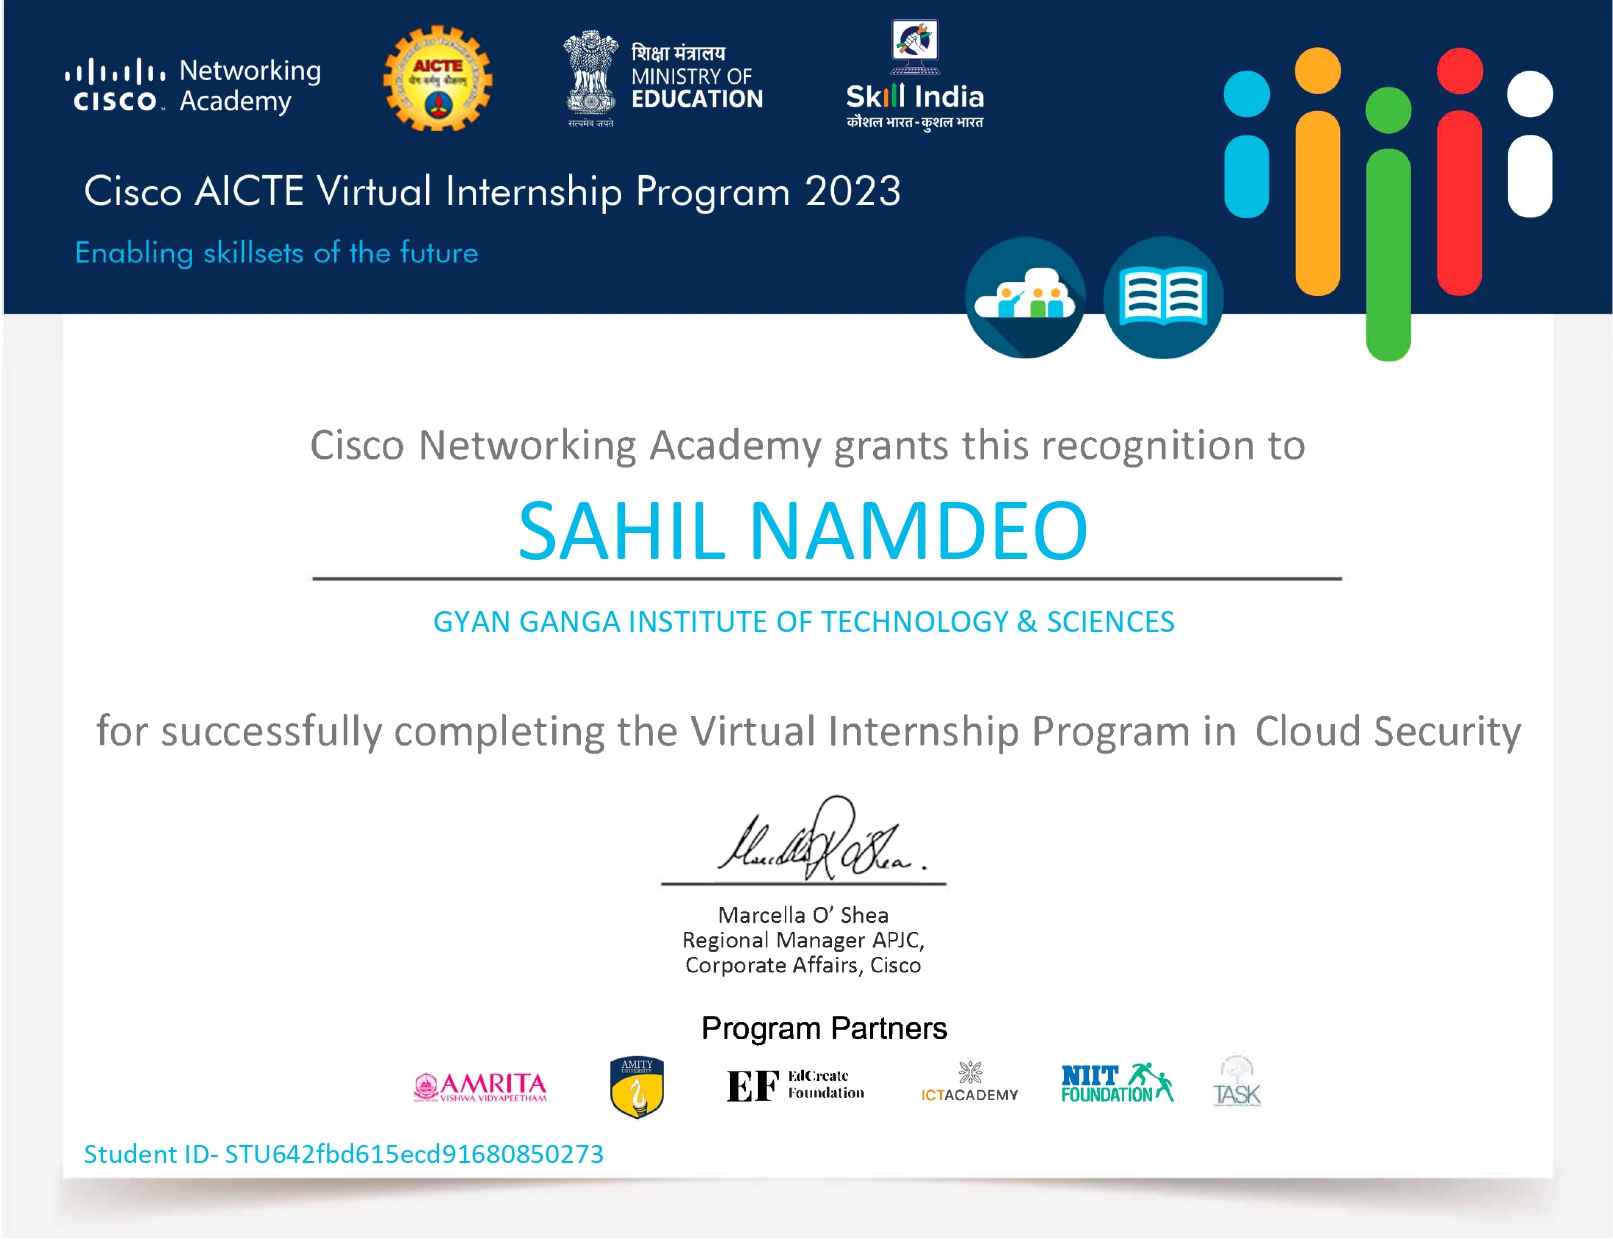 CISCO Networking Academy
AICTE
योगः कर्मसु कौशलम्
शिक्षा मंत्रालय
MINISTRY OF
EDUCATION
सत्यमेव जयते
Skill India
कौशल भारत - कुशल भारत
Cisco AICTE Virtual Internship Program 2023
Enabling skillsets of the future
Cisco Networking Academy grants this recognition to
SAHIL NAMDEO
GYAN GANGA INSTITUTE OF TECHNOLOGY & SCIENCES
for successfully completing the Virtual Internship Program in Cloud Security
Marcella O' Shea
Regional Manager APJC,
Corporate Affairs, Cisco
Program Partners
AMRITA
VISHWA VIDYAPEETHAM
AMITY
UNIVERSITY
EF EdCreate
Foundation
ICTACADEMY
NIIT
FOUNDATION
TASK
Student ID- STU642fbd615ecd91680850273